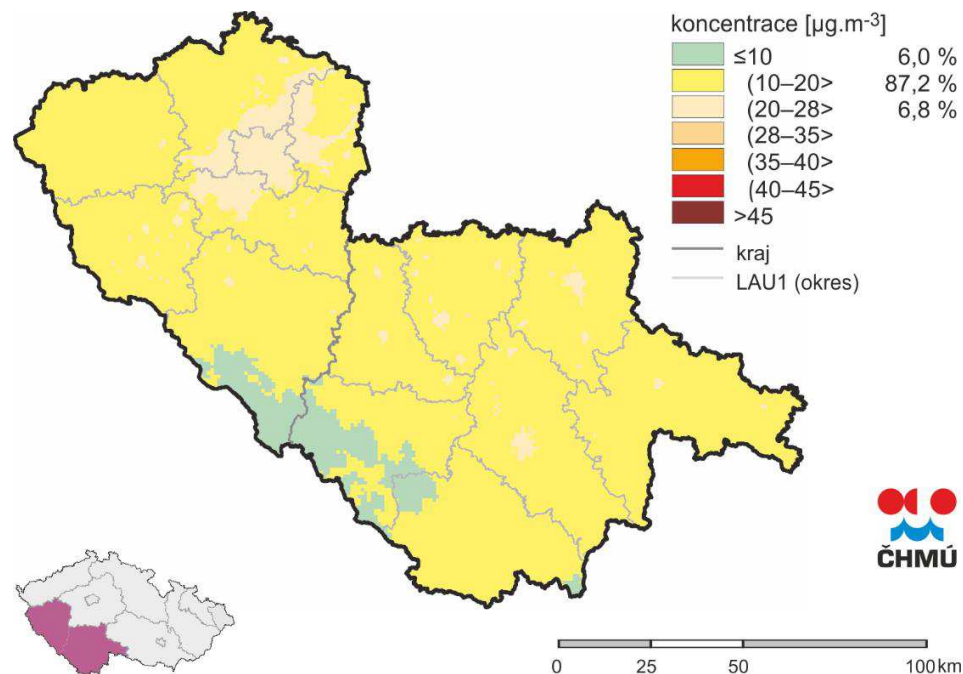 koncentrace [µg.m-3]
≤10 6,0 %
(10–20> 87,2 %
(20–28> 6,8 %
(28–35>
(35–40>
(40–45>
>45
kraj
LAU1 (okres)
ČHMÚ
0 25 50 100 km